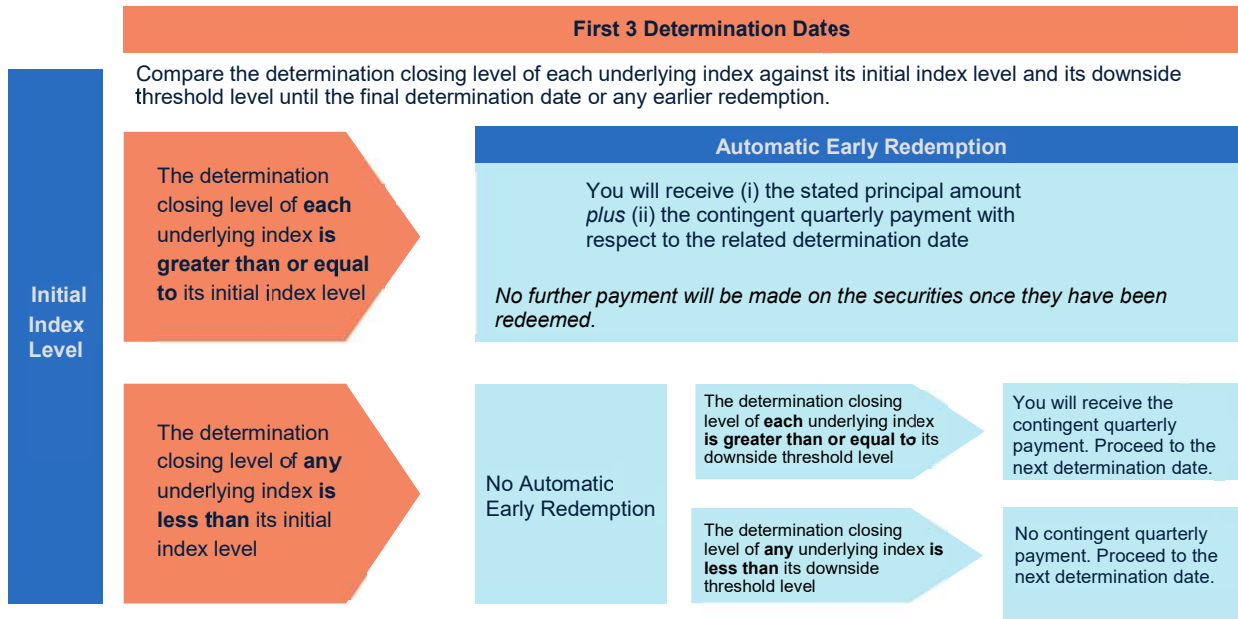 First 3 Determination Dates
Compare the determination closing level of each underlying index against its initial index level and its downside
threshold level until the final determination date or any earlier redemption.
Initial
Index
Level
The determination
closing level of each
underlying index is
greater than or equal
to its initial index level
Automatic Early Redemption
You will receive (i) the stated principal amount
plus (ii) the contingent quarterly payment with
respect to the related determination date
No further payment will be made on the securities once they have been
redeemed.
The determination
closing level of any
underlying index is
less than its initial
index level
No Automatic
Early Redemption
The determination closing
level of each underlying index
is greater than or equal to its
downside threshold level
You will receive the
contingent quarterly
payment. Proceed to the
next determination date.
The determination closing
level of any underlying index is
less than its downside
threshold level
No contingent quarterly
payment. Proceed to the
next determination date.